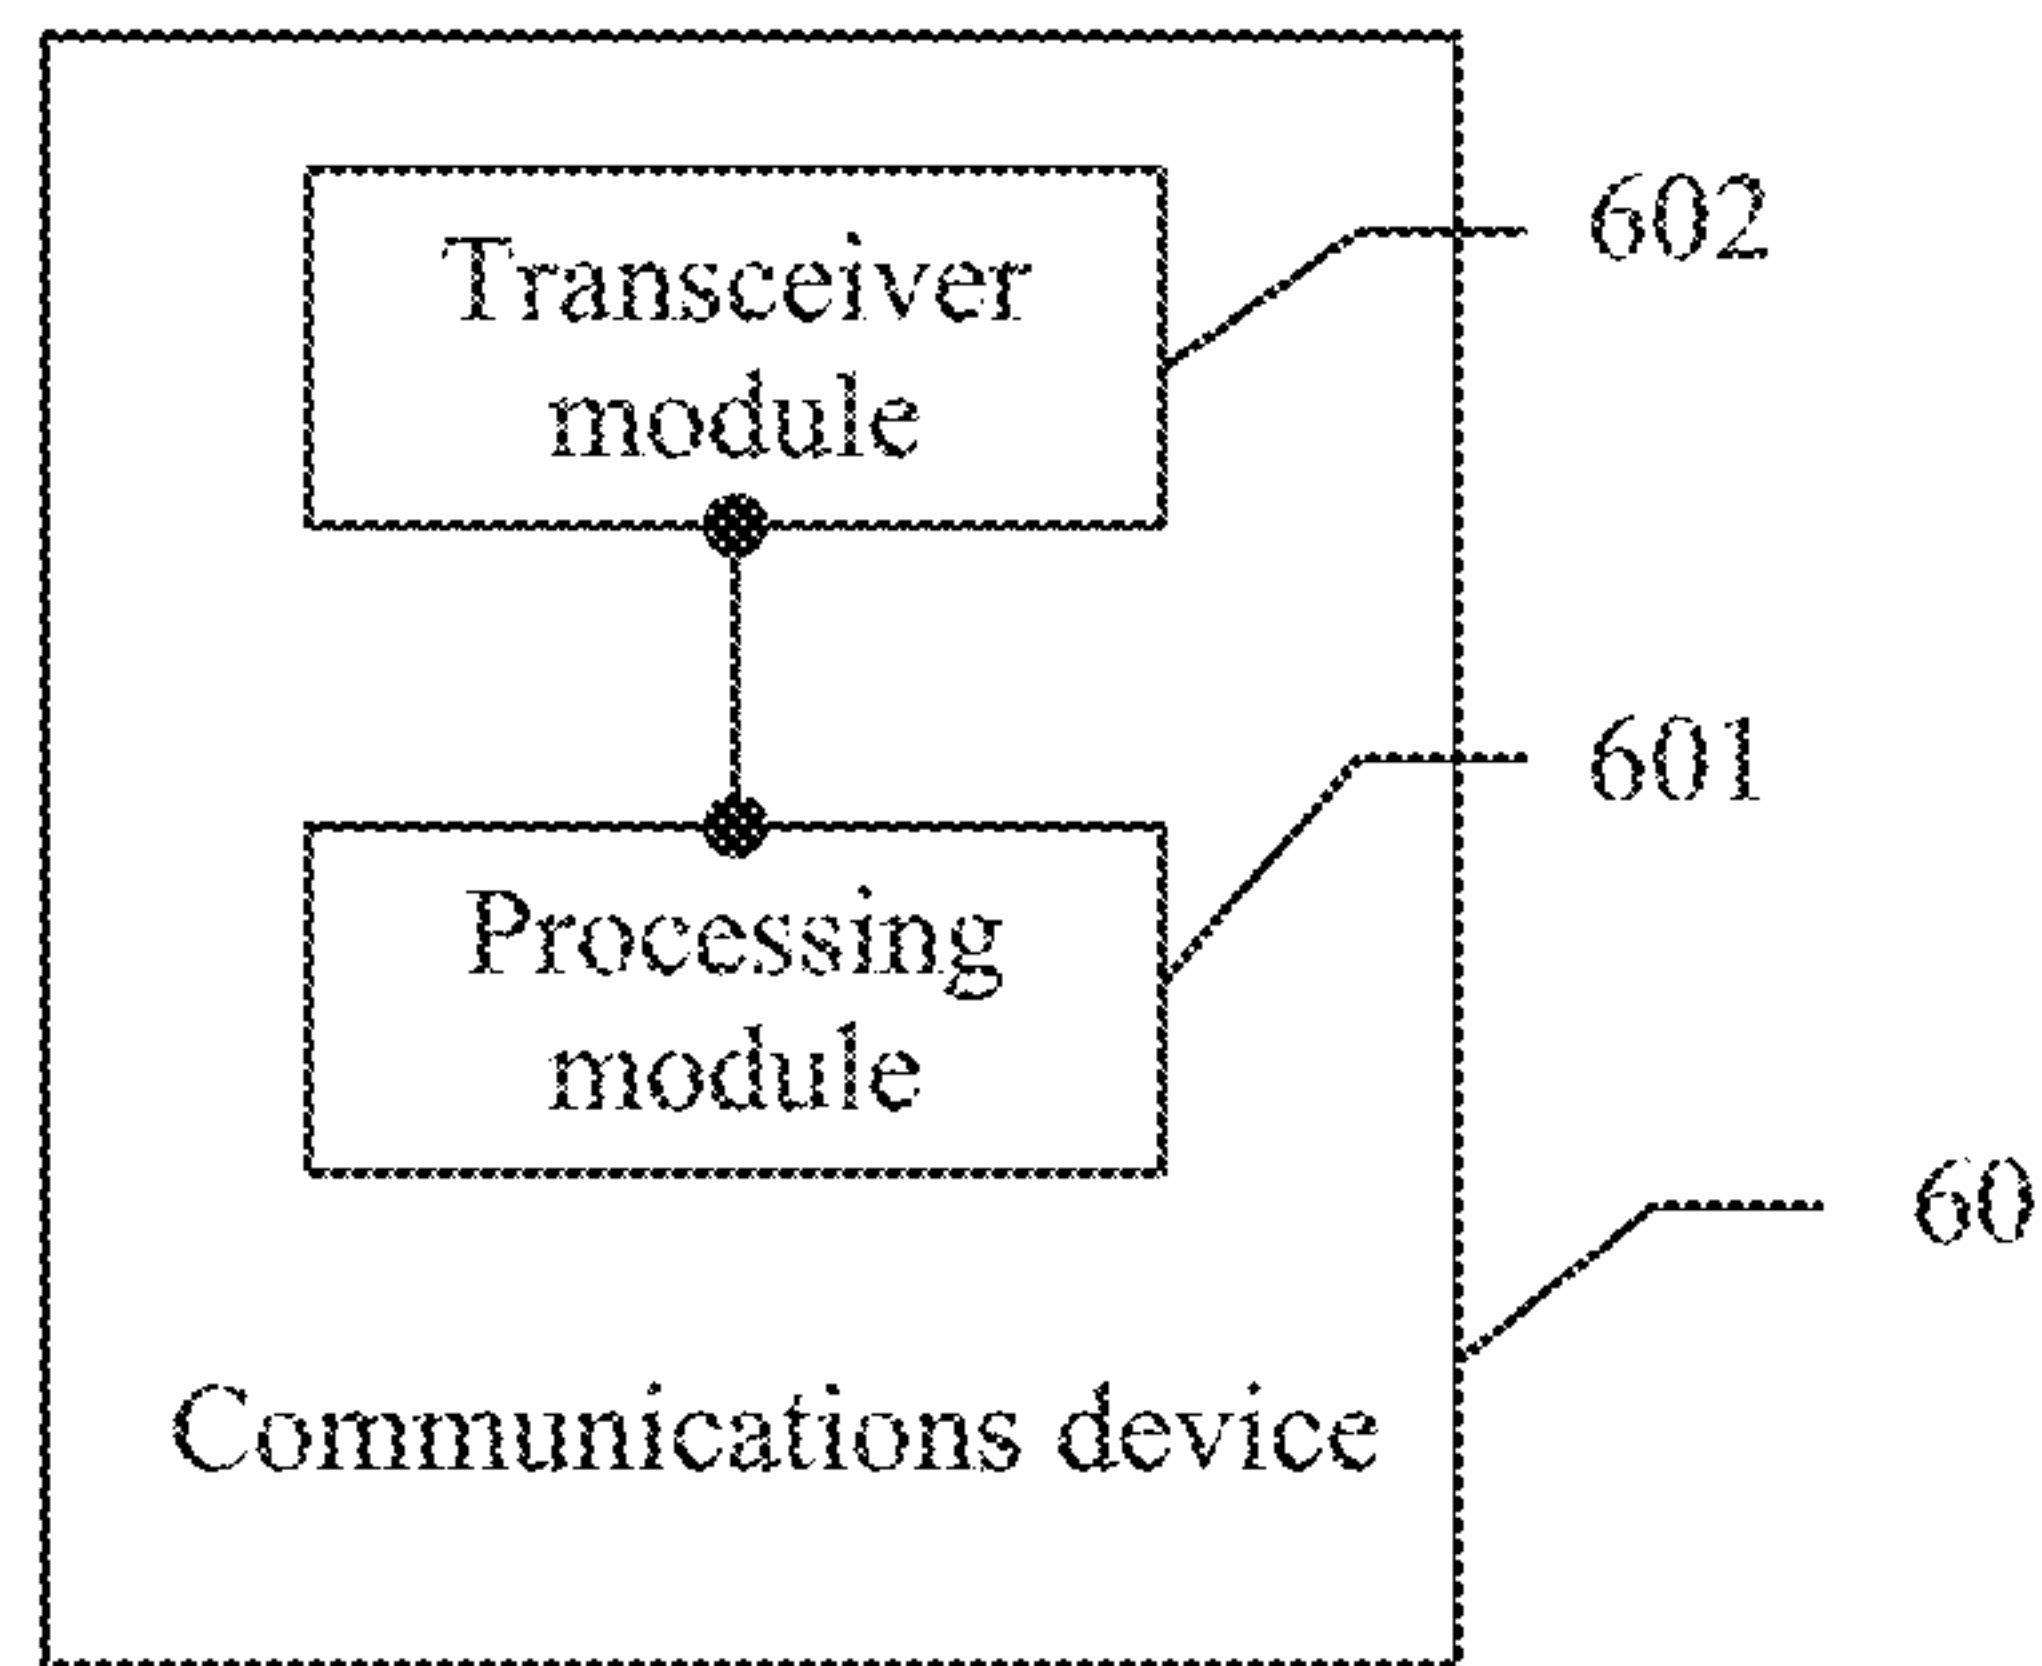 Transceiver
module
602
601
Processing
module
60
Communications device